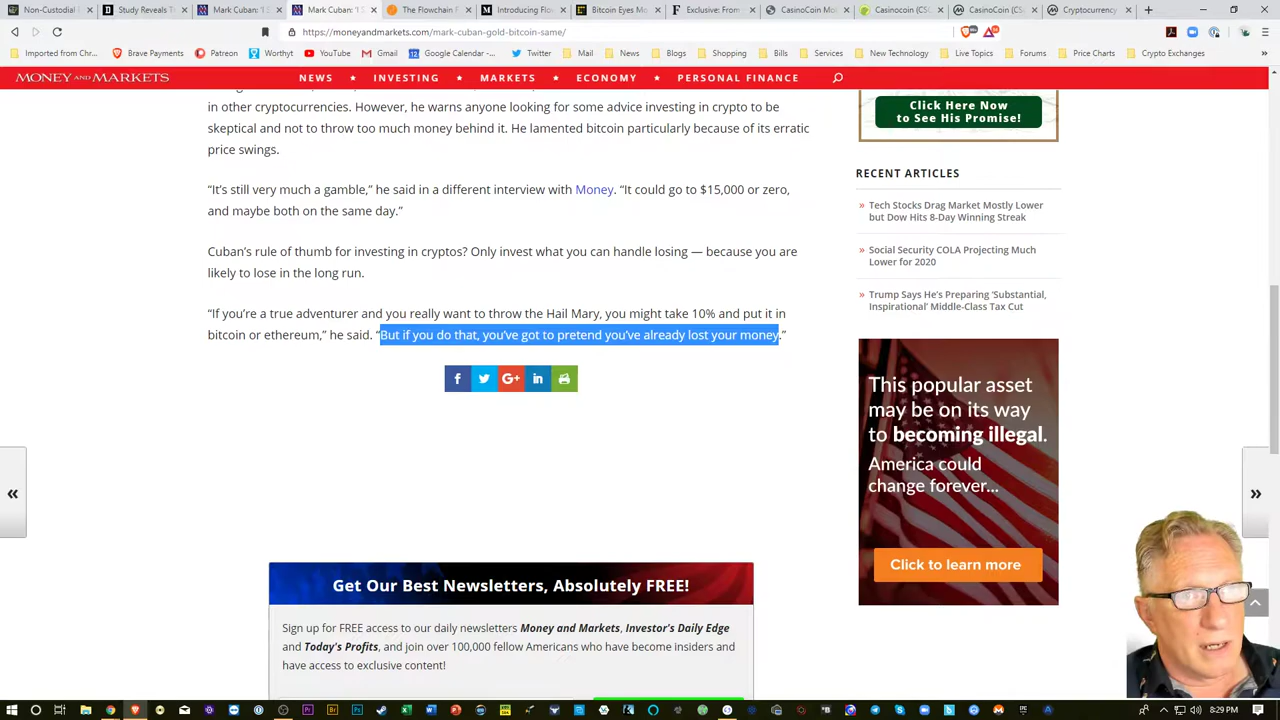 Non-Custodial
Study Reveals T
Mark Cuban: '
Mark Cuban: '
The Flowchain F
Introducing Flo
Bitcoin Eyes Mo
Exclusive: From
CasinoCoin Mob
Casinocoin (CSC
CasinoCoin (CS
Cryptocurrency
https://moneyandmarkets.com/mark-cuban-gold-bitcoin-same/
Imported from Chr...
Brave Payments
Patreon
Worthyt
YouTube
Gmail
Google Calendar -...
Twitter
Mail
News
Blogs
Shopping
Bills
Services
New Technology
Live Topics
Forums
Price Charts
Crypto Exchanges
MONEY AND MARKETS
NEWS ★ INVESTING ★ MARKETS ★ ECONOMY ★ PERSONAL FINANCE
in other cryptocurrencies. However, he warns anyone looking for some advice investing in crypto to be
skeptical and not to throw too much money behind it. He lamented bitcoin particularly because of its erratic
price swings.
“It’s still very much a gamble,” he said in a different interview with Money. “It could go to $15,000 or zero,
and maybe both on the same day.”
Cuban’s rule of thumb for investing in cryptos? Only invest what you can handle losing — because you are
likely to lose in the long run.
“If you’re a true adventurer and you really want to throw the Hail Mary, you might take 10% and put it in
bitcoin or ethereum,” he said. “But if you do that, you’ve got to pretend you’ve already lost your money.”
Click Here Now
to See His Promise!
RECENT ARTICLES
» Tech Stocks Drag Market Mostly Lower
but Dow Hits 8-Day Winning Streak
» Social Security COLA Projecting Much
Lower for 2020
» Trump Says He’s Preparing ‘Substantial,
Inspirational’ Middle-Class Tax Cut
This popular asset
may be on its way
to becoming illegal.
America could
change forever...
Click to learn more
Get Our Best Newsletters, Absolutely FREE!
Sign up for FREE access to our daily newsletters Money and Markets, Investor's Daily Edge
and Today's Profits, and join over 100,000 fellow Americans who have become insiders and
have access to exclusive content!
8:29 PM